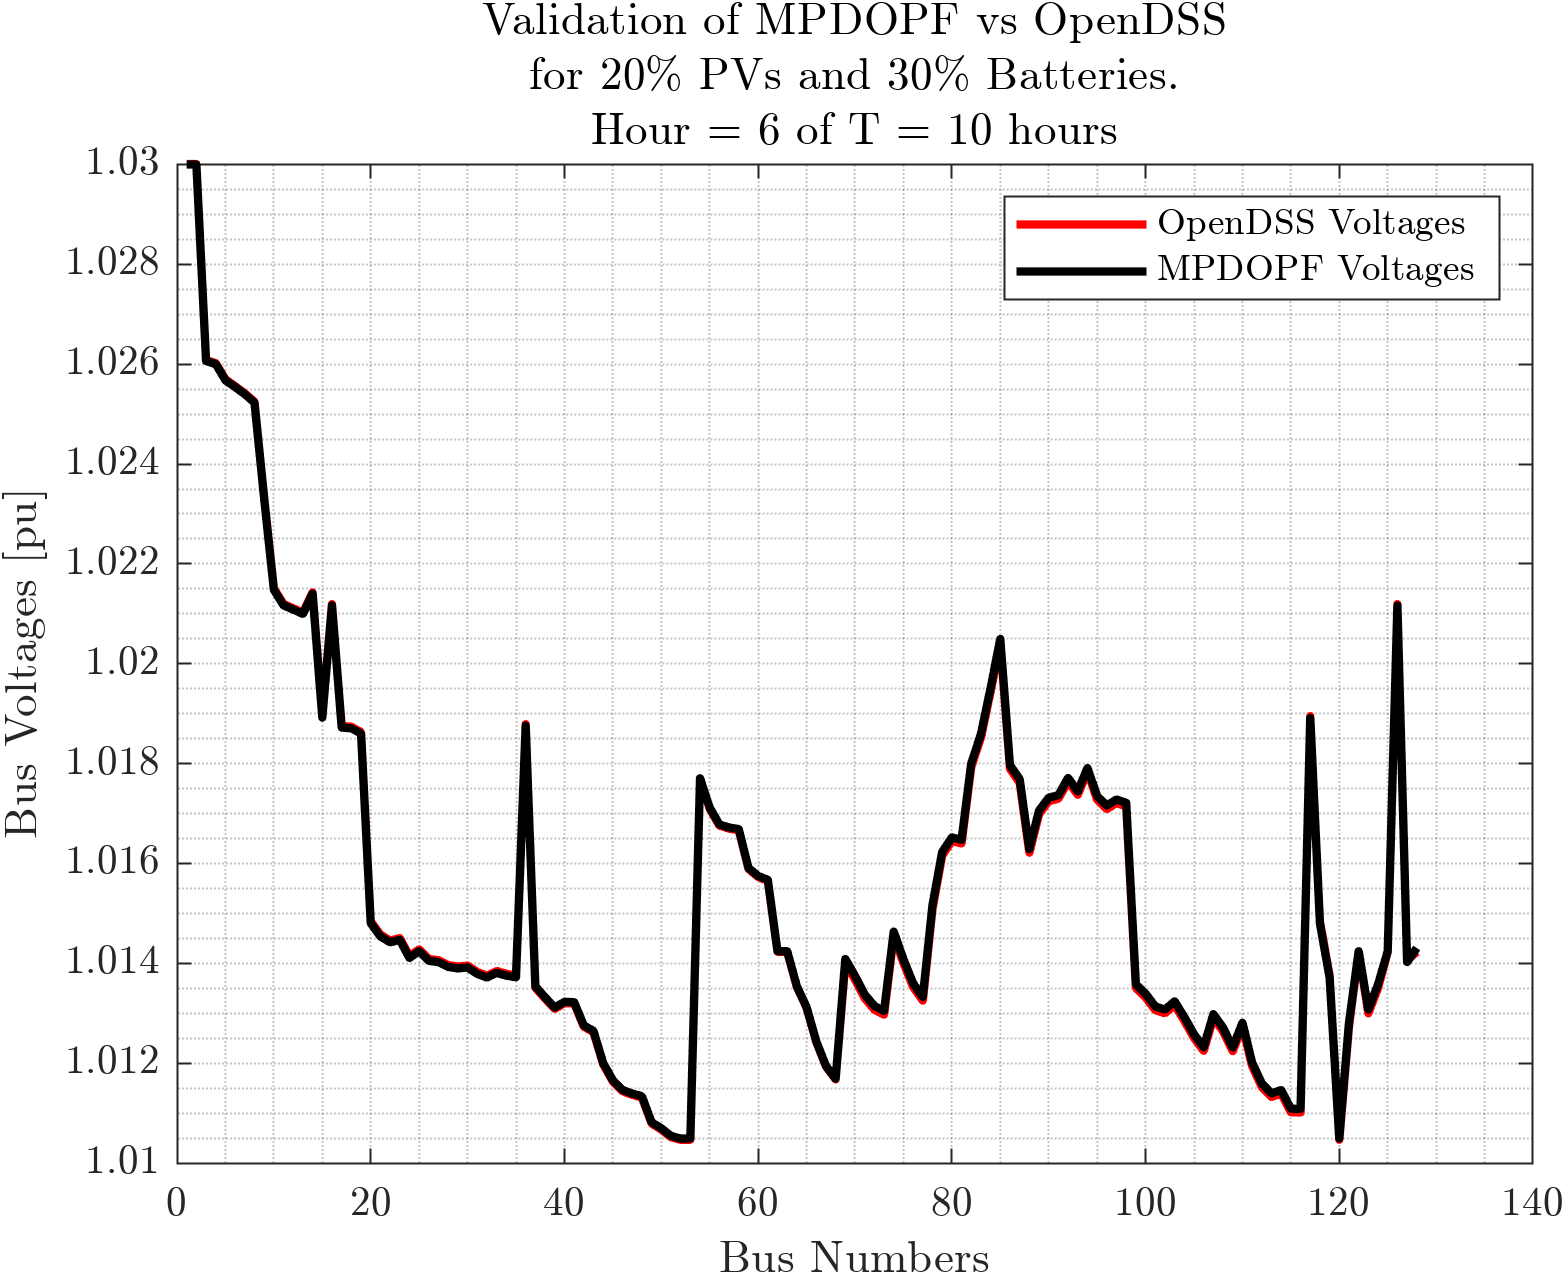 Validation of MPDOPF vs OpenDSS
for 20% PVs and 30% Batteries.
Hour = 6 of T = 10 hours
OpenDSS Voltages
MPDOPF Voltages
Bus Voltages [pu]
1.03
1.028
1.026
1.024
1.022
1.02
1.018
1.016
1.014
1.012
1.01
0 20 40 60 80 100 120 140
Bus Numbers